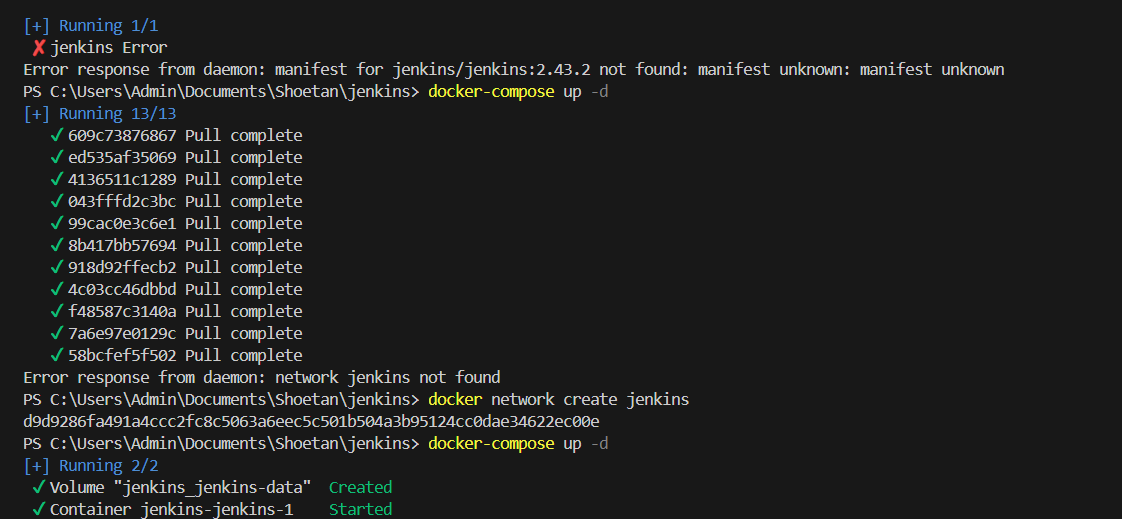 [+] Running 1/1
✘ jenkins Error
Error response from daemon: manifest for jenkins/jenkins:2.43.2 not found: manifest unknown: manifest unknown
PS C:\Users\Admin\Documents\Shoetan\jenkins> docker-compose up -d
[+] Running 13/13
✓ 609c73876867 Pull complete
✓ ed535af35069 Pull complete
✓ 4136511c1289 Pull complete
✓ 043fffd2c3bc Pull complete
✓ 99cac0e3c6e1 Pull complete
✓ 8b417bb57694 Pull complete
✓ 918d92ffecb2 Pull complete
✓ 4c03cc46dbbd Pull complete
✓ f48587c3140a Pull complete
✓ 7a6e97e0129c Pull complete
✓ 58bcfef5f502 Pull complete
Error response from daemon: network jenkins not found
PS C:\Users\Admin\Documents\Shoetan\jenkins> docker network create jenkins
d9d9286fa491a4ccc2fc8c5063a6eec5c501b504a3b95124cc0dae34622ec00e
PS C:\Users\Admin\Documents\Shoetan\jenkins> docker-compose up -d
[+] Running 2/2
✓ Volume "jenkins_jenkins-data" Created
✓ Container jenkins-jenkins-1 Started